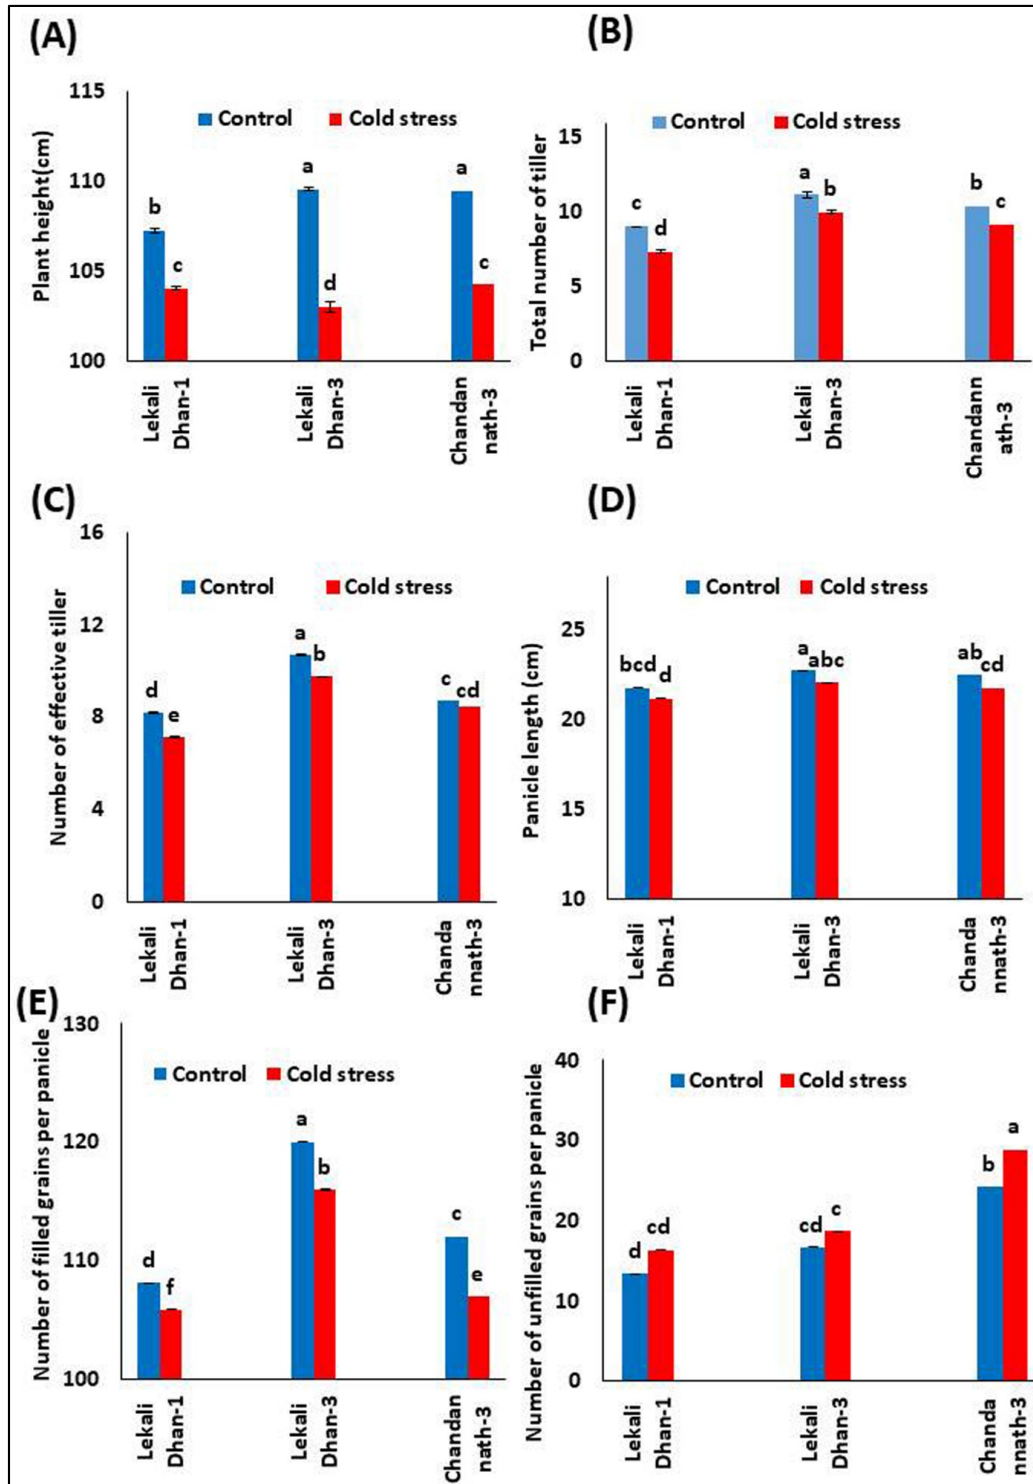 (A)
Plant height(cm)
115
110
105
100
Control
Cold stress
b
c
a
d
a
c
Lekali
Dhan-1
Lekali
Dhan-3
Chandan
nath-3
(B)
Total number of tiller
15
10
5
0
Control
Cold stress
c
d
a
b
b
c
Lekali
Dhan-1
Lekali
Dhan-3
Chandann
ath-3
(C)
Number of effective tiller
16
12
8
4
0
Control
Cold stress
d
e
a
b
c
cd
Lekali
Dhan-1
Lekali
Dhan-3
Chanda
nnath-3
(D)
Panicle length (cm)
25
20
15
10
Control
Cold stress
bcd
d
a
abc
ab
cd
Lekali
Dhan-1
Lekali
Dhan-3
Chanda
nnath-3
(E)
Number of filled grains per panicle
130
120
110
100
Control
Cold stress
d
f
a
b
c
e
Lekali
Dhan-1
Lekali
Dhan-3
Chandan
nath-3
(F)
Number of unfilled grains per panicle
40
30
20
10
0
Control
Cold stress
d
cd
cd
c
b
a
Lekali
Dhan-1
Lekali
Dhan-3
Chanda
nnath-3